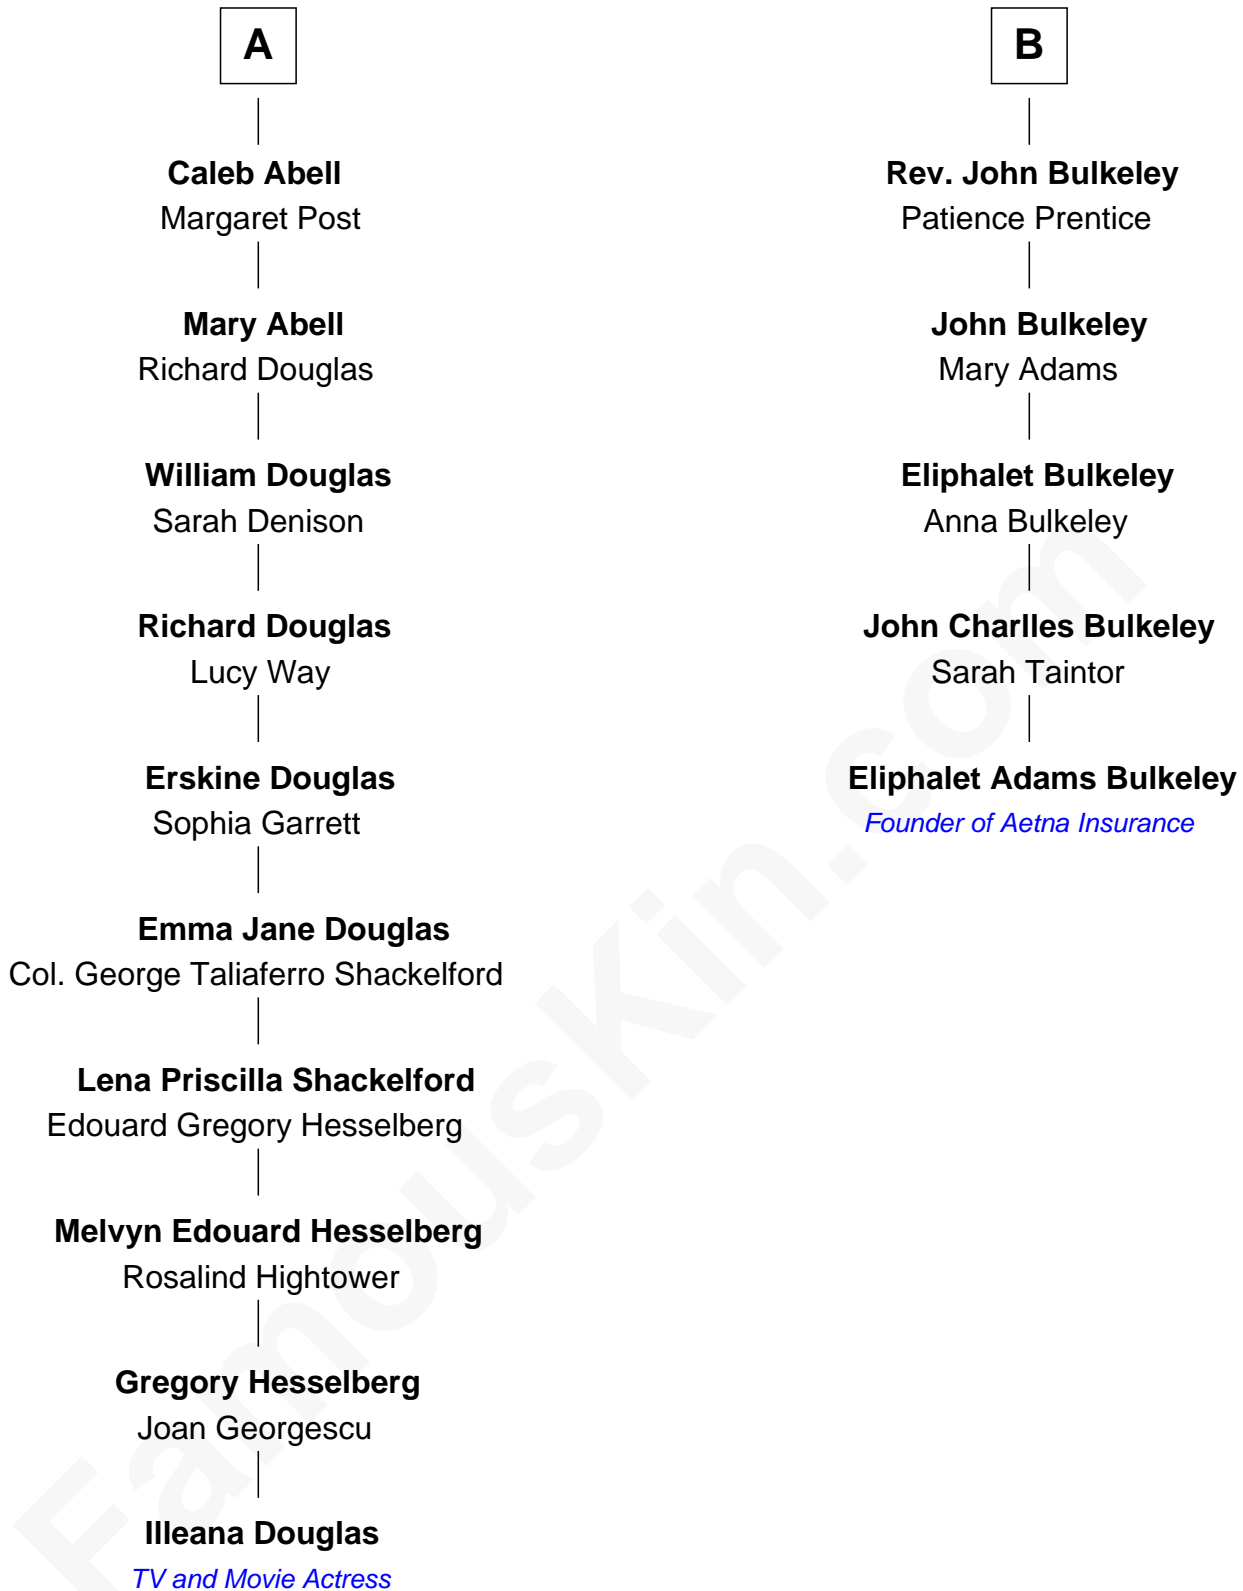 A
Caleb Abell
Margaret Post
Mary Abell
Richard Douglas
William Douglas
Sarah Denison
Richard Douglas
Lucy Way
Erskine Douglas
Sophia Garrett
Emma Jane Douglas
Col. George Taliaferro Shackelford
Lena Priscilla Shackelford
Edouard Gregory Hesselberg
Melvyn Edouard Hesselberg
Rosalind Hightower
Gregory Hesselberg
Joan Georgescu
Illeana Douglas
TV and Movie Actress
B
Rev. John Bulkeley
Patience Prentice
John Bulkeley
Mary Adams
Eliphalet Bulkeley
Anna Bulkeley
John Charlles Bulkeley
Sarah Taintor
Eliphalet Adams Bulkeley
Founder of Aetna Insurance
FamousKin.com